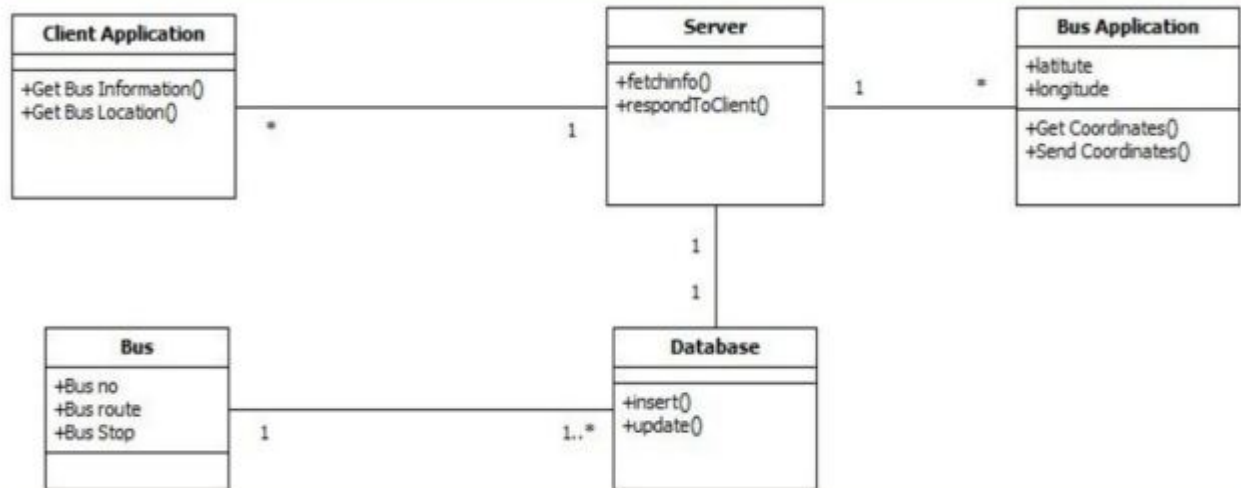 Client Application
+Get Bus Information()
+Get Bus Location()
*
1
Server
+fetchinfo()
+respondToClient()
1
*
Bus Application
+latitute
+longitude
+Get Coordinates()
+Send Coordinates()
1
1
Bus
+Bus no
+Bus route
+Bus Stop
1
1..*
Database
+insert()
+update()